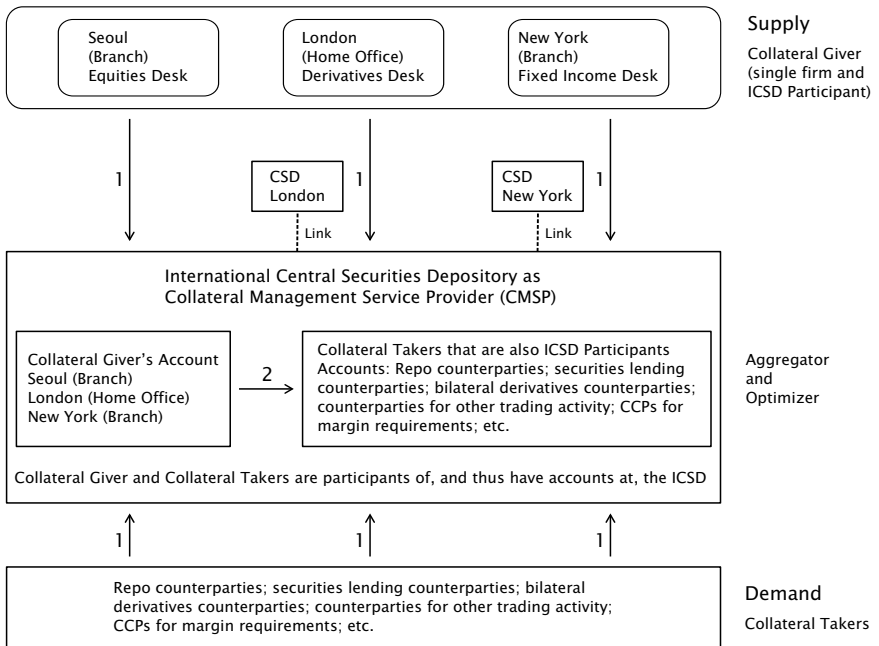 Supply
Collateral Giver
(single firm and
ICSD Participant)
Seoul
(Branch)
Equities Desk
London
(Home Office)
Derivatives Desk
New York
(Branch)
Fixed Income Desk
1
CSD
London
1
CSD
New York
1
Link
Link
International Central Securities Depository as
Collateral Management Service Provider (CMSP)
Collateral Giver’s Account
Seoul (Branch)
London (Home Office)
New York (Branch)
2
Collateral Takers that are also ICSD Participants
Accounts: Repo counterparties; securities lending
counterparties; bilateral derivatives counterparties;
counterparties for other trading activity; CCPs for
margin requirements; etc.
Collateral Giver and Collateral Takers are participants of, and thus have accounts at, the ICSD
Aggregator
and
Optimizer
1
1
1
Repo counterparties; securities lending counterparties; bilateral
derivatives counterparties; counterparties for other trading activity;
CCPs for margin requirements; etc.
Demand
Collateral Takers